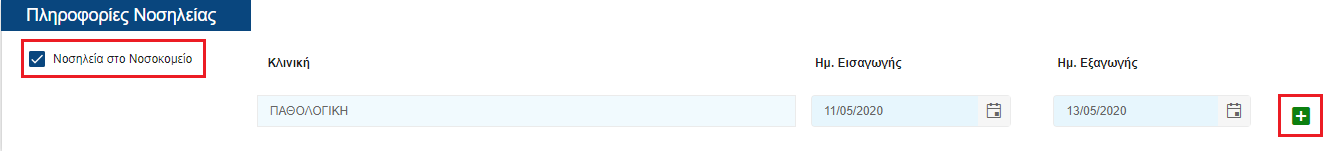 Πληροφορίες Νοσηλείας
Νοσηλεία στο Νοσοκομείο
Κλινική Ημ. Εισαγωγής Ημ. Εξαγωγής
ΠΑΘΟΛΟΓΙΚΗ 11/05/2020 13/05/2020